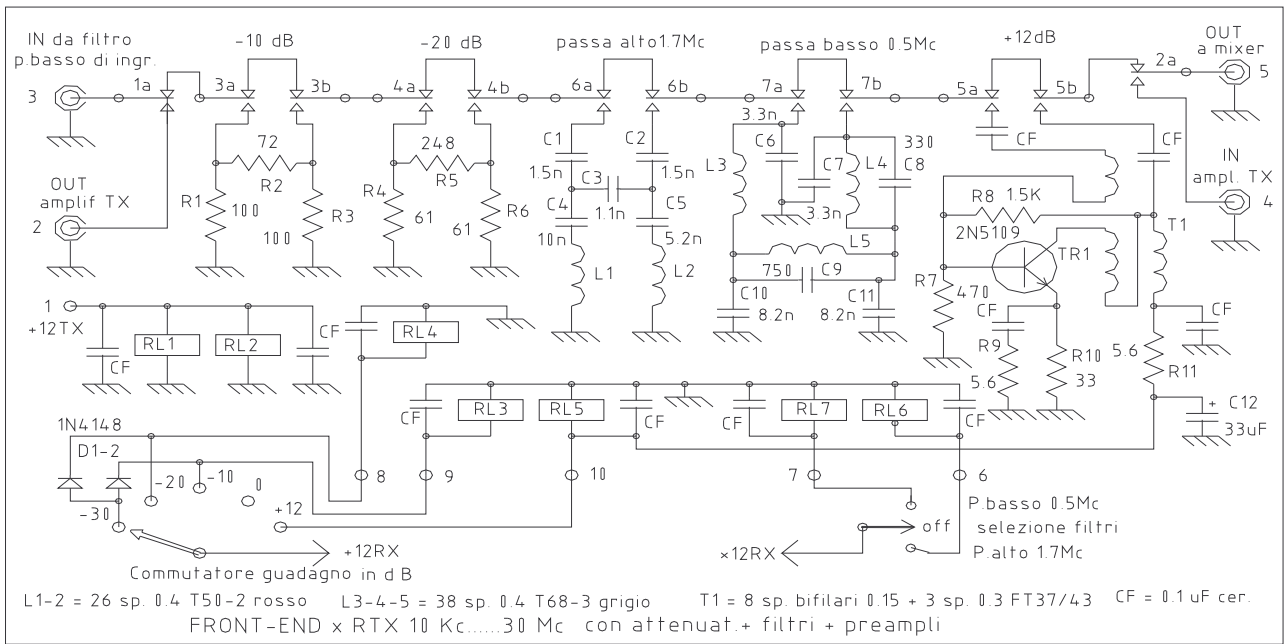 IN da filtro
p.basso di ingr.
3
1a
3a
-10 dB
3b
4a
-20 dB
4b
passa alto1.7Mc
6a
6b
passa basso 0.5Mc
7a
7b
+12dB
5a
5b
2a
OUT
a mixer
5
OUT
amplif TX
2
IN
ampl. TX
4
72
R2
R1
100
R3
100
248
R5
R4
61
R6
61
C1
1.5n
C2
1.5n
C3
1.1n
C4
10n
C5
5.2n
L1
L2
3.3n
C6
L3
C7
3.3n
L4
330
C8
L5
750
C9
C10
8.2n
C11
8.2n
CF
CF
R8
1.5K
2N5109
TR1
T1
R7
470
CF
R9
5.6
R10
33
CF
5.6
R11
+
C12
33uF
1
+12TX
CF
RL1
RL2
CF
CF
RL4
CF
RL3
RL5
CF
CF
RL7
RL6
CF
1N4148
D1-2
-20
-10
0
-30
+12
8
9
10
7
6
+12RX
Commutatore guadagno in dB
x12RX
off
P.basso 0.5Mc
selezione filtri
P.alto 1.7Mc
L1-2 = 26 sp. 0.4 T50-2 rosso
L3-4-5 = 38 sp. 0.4 T68-3 grigio
T1 = 8 sp. bifilari 0.15 + 3 sp. 0.3 FT37/43
CF = 0.1 uF cer.
FRONT-END x RTX 10 Kc......30 Mc con attenuat.+ filtri + preampli